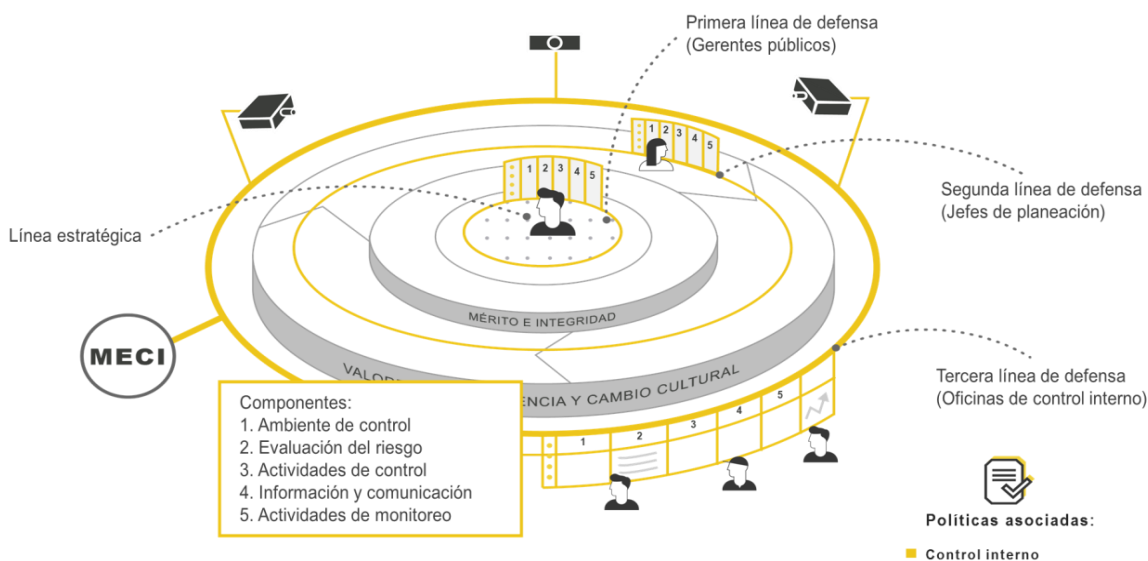 Primera línea de defensa
(Gerentes públicos)
1 2 3 4 5
1 2 3 4 5
Segunda línea de defensa
(Jefes de planeación)
Línea estratégica
MÉRITO E INTEGRIDAD
MECI
Y CAMBIO CULTURAL
Tercera línea de defensa
(Oficinas de control interno)
Componentes:
1. Ambiente de control
2. Evaluación del riesgo
3. Actividades de control
4. Información y comunicación
5. Actividades de monitoreo
1 2 3 4 5
Políticas asociadas:
Control interno